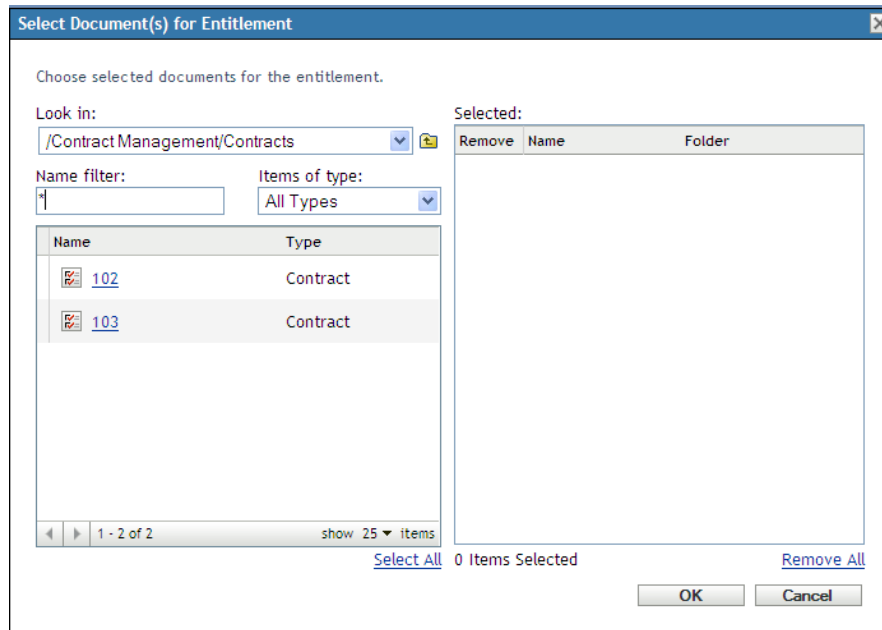 Select Document(s) for Entitlement
Choose selected documents for the entitlement.
Look in:
/Contract Management/Contracts
Name filter:
Items of type:
*
All Types
Name
Type
102
Contract
103
Contract
1 - 2 of 2
show 25 items
Select All
Selected:
Remove
Name
Folder
0 Items Selected
Remove All
OK
Cancel